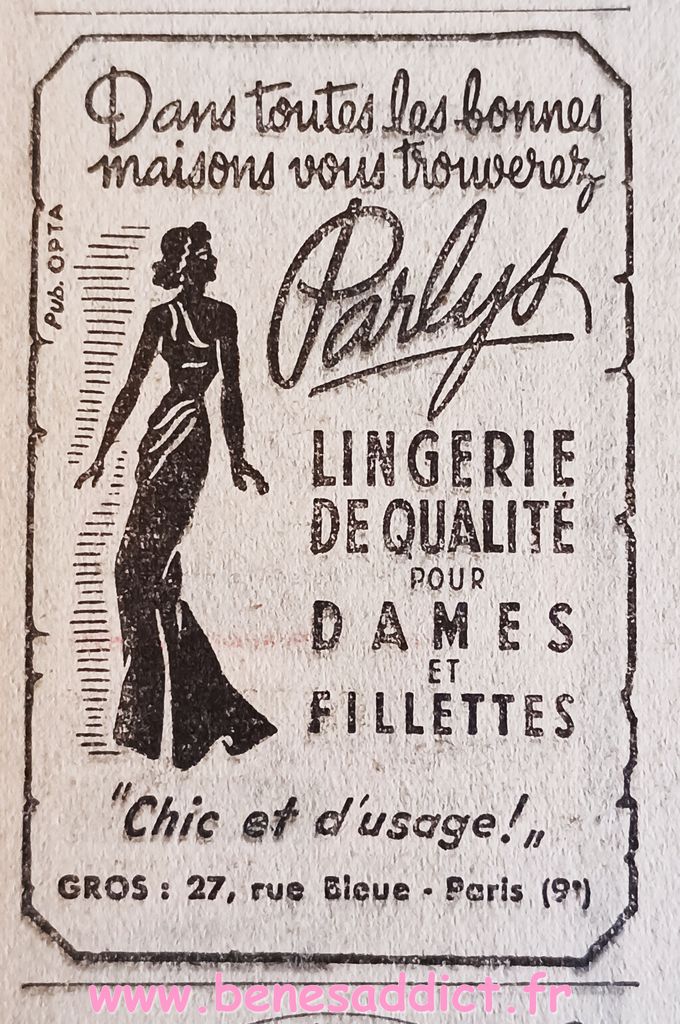 Dans toutes les bonnes
maisons vous trouverez
Pub. OPTA
Parlys
LINGERIE
DE QUALITÉ
POUR
DAMES
ET
FILLETTES
"Chic et d'usage!„
GROS : 27, rue Bleue - Paris (9e)
www.benesaddict.fr